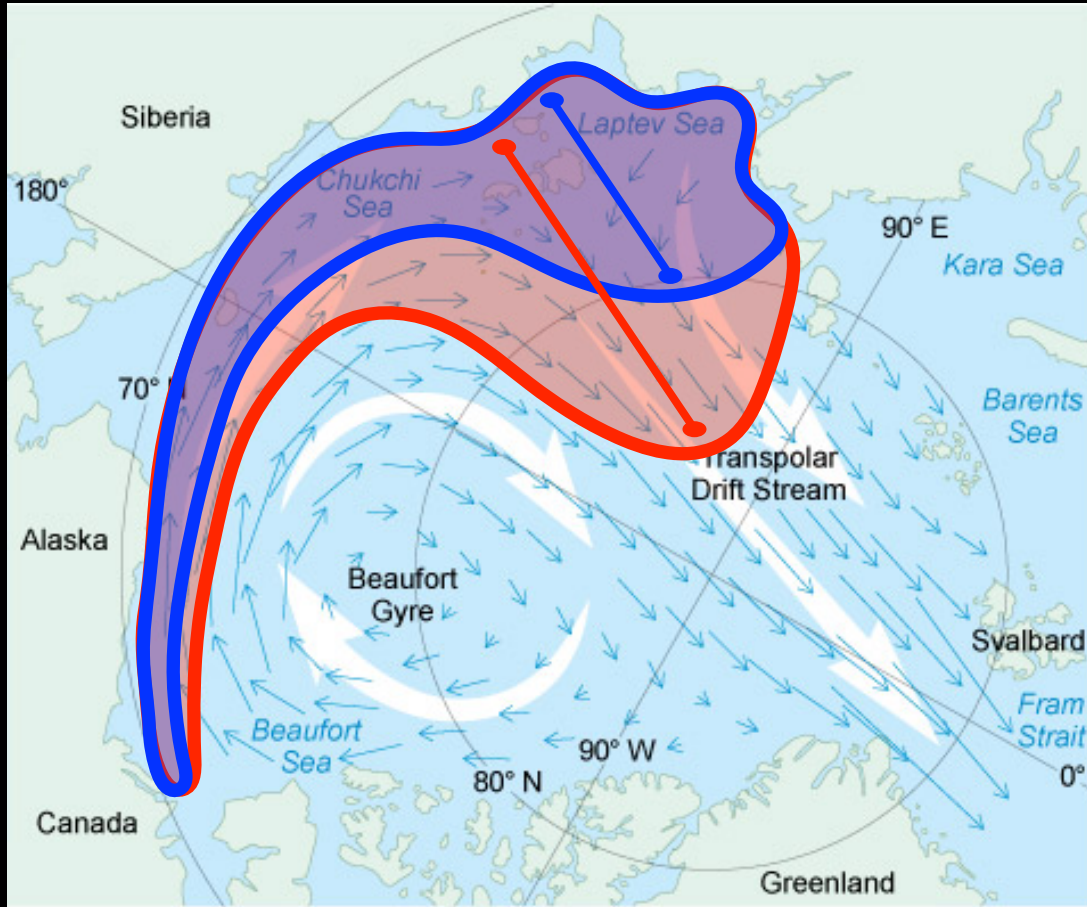 Siberia
Laptev Sea
Chukchi
Sea
180°
90° E
Kara Sea
70° N
Barents
Sea
Transpolar
Drift Stream
Alaska
Beaufort
Gyre
Svalbard
Beaufort
Sea
Fram
Strait
90° W
80° N
0°
Canada
Greenland